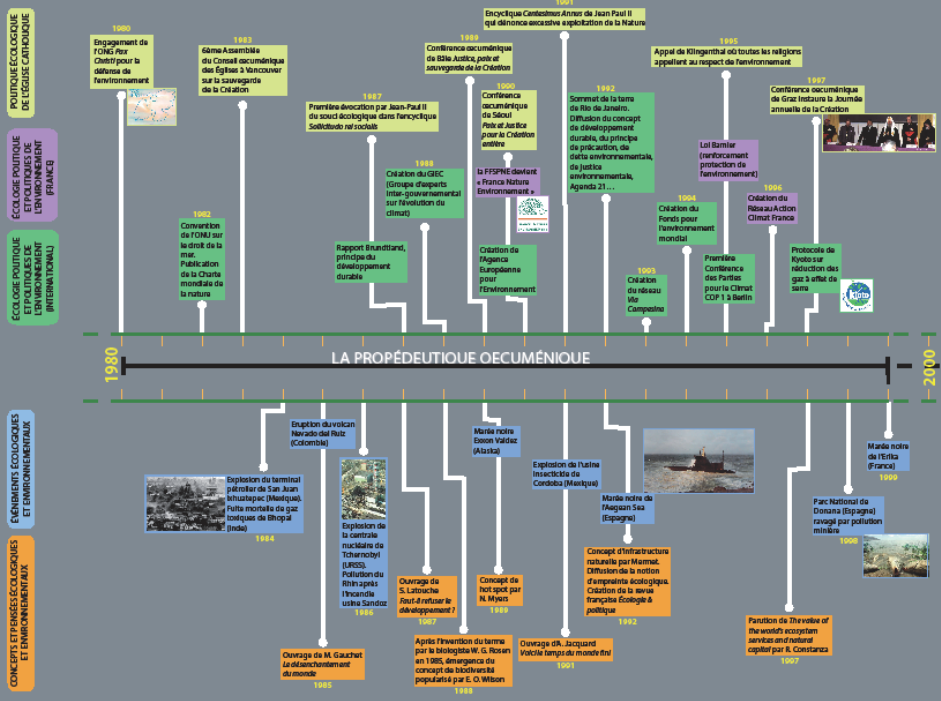 POLITIQUE ÉCOLOGIQUE
DE L'ÉGLISE CATHOLIQUE
1980
Engagement de
l'ONG Pax
Christi pour la
défense de
l'environnement
1983
6ème Assemblée
du Conseil œcuménique
des Églises à Vancouver
sur la sauvegarde
de la Création
1987
Première évocation par Jean-Paul II
du souci écologique dans l'encyclique
Sollicitudo rei socialis
1989
Conférence œcuménique
de Bâle Justice, paix et
sauvegarde de la Création
1990
Conférence
œcuménique
de Séoul
Paix et Justice
pour la Création
entière
1991
Encyclique Centesimus Annus de Jean Paul II
qui dénonce excessive exploitation de la Nature
1995
Appel de Klingenthal où toutes les religions
appellent au respect de l'environnement
1997
Conférence œcuménique
de Graz instaure la Journée
annuelle de la Création
ÉCOLOGIE POLITIQUE
ET POLITIQUES DE
L'ENVIRONNEMENT
(FRANCE)
la FFSPNE devient
« France Nature
Environnement »
Loi Barnier
(renforcement
protection de
l'environnement)
1996
Création du
Réseau Action
Climat France
ÉCOLOGIE POLITIQUE
ET POLITIQUES DE
L'ENVIRONNEMENT
(INTERNATIONAL)
1982
Convention
de l'ONU sur
le droit de la
mer.
Publication
de la Charte
mondiale de
la nature
Rapport Brundtland,
principe du
développement
durable
1988
Création du GIEC
(Groupe d'experts
inter-gouvernemental
sur l'évolution du
climat)
Création de
l'Agence
Européenne
pour
l'Environnement
1992
Sommet de la terre
de Rio de Janeiro.
Diffusion du concept
de développement
durable, du principe
de précaution, de
dette environnementale,
de justice
environnementale,
Agenda 21…
1993
Création
du réseau
Via
Campesina
1994
Création du
Fonds pour
l'environnement
mondial
Première
Conférence
des Parties
pour le Climat
COP 1 à Berlin
Protocole de
Kyoto sur
réduction des
gaz à effet de
serre
kyoto
1980
LA PROPÉDEUTIQUE OECUMÉNIQUE
2000
ÉVÉNEMENTS ÉCOLOGIQUES
ET ENVIRONNEMENTAUX
Explosion du terminal
pétrolier de San Juan
Ixhuatepec (Mexique).
Fuite mortelle de gaz
toxiques de Bhopal
(Inde)
1984
Eruption du volcan
Nevado del Ruiz
(Colombie)
Explosion de
la centrale
nucléaire de
Tchernobyl
(URSS).
Pollution du
Rhin après
l'incendie
usine Sandoz
1986
Marée noire
Exxon Valdez
(Alaska)
Explosion de l'usine
insecticide de
Cordoba (Mexique)
Marée noire de
l'Aegean Sea
(Espagne)
Parc National de
Donana (Espagne)
ravagé par pollution
minière
1998
Marée noire
de l'Erika
(France)
1999
CONCEPTS ET PENSÉES ÉCOLOGIQUES
ET ENVIRONNEMENTAUX
Ouvrage de M. Gauchet
Le désenchantement
du monde
1985
Ouvrage de
S. Latouche
Faut-il refuser le
développement ?
1987
Après l'invention du terme
par le biologiste W. G. Rosen
en 1985, émergence du
concept de biodiversité
popularisé par E. O. Wilson
1988
Concept de
hot spot par
N. Myers
1989
Ouvrage d'A. Jacquard
Voici le temps du monde fini
1991
Concept d'infrastructure
naturelle par Mermet.
Diffusion de la notion
d'empreinte écologique.
Création de la revue
française Écologie &
politique
1992
Parution de The value of
the world's ecosystem
services and natural
capital par R. Constanza
1997